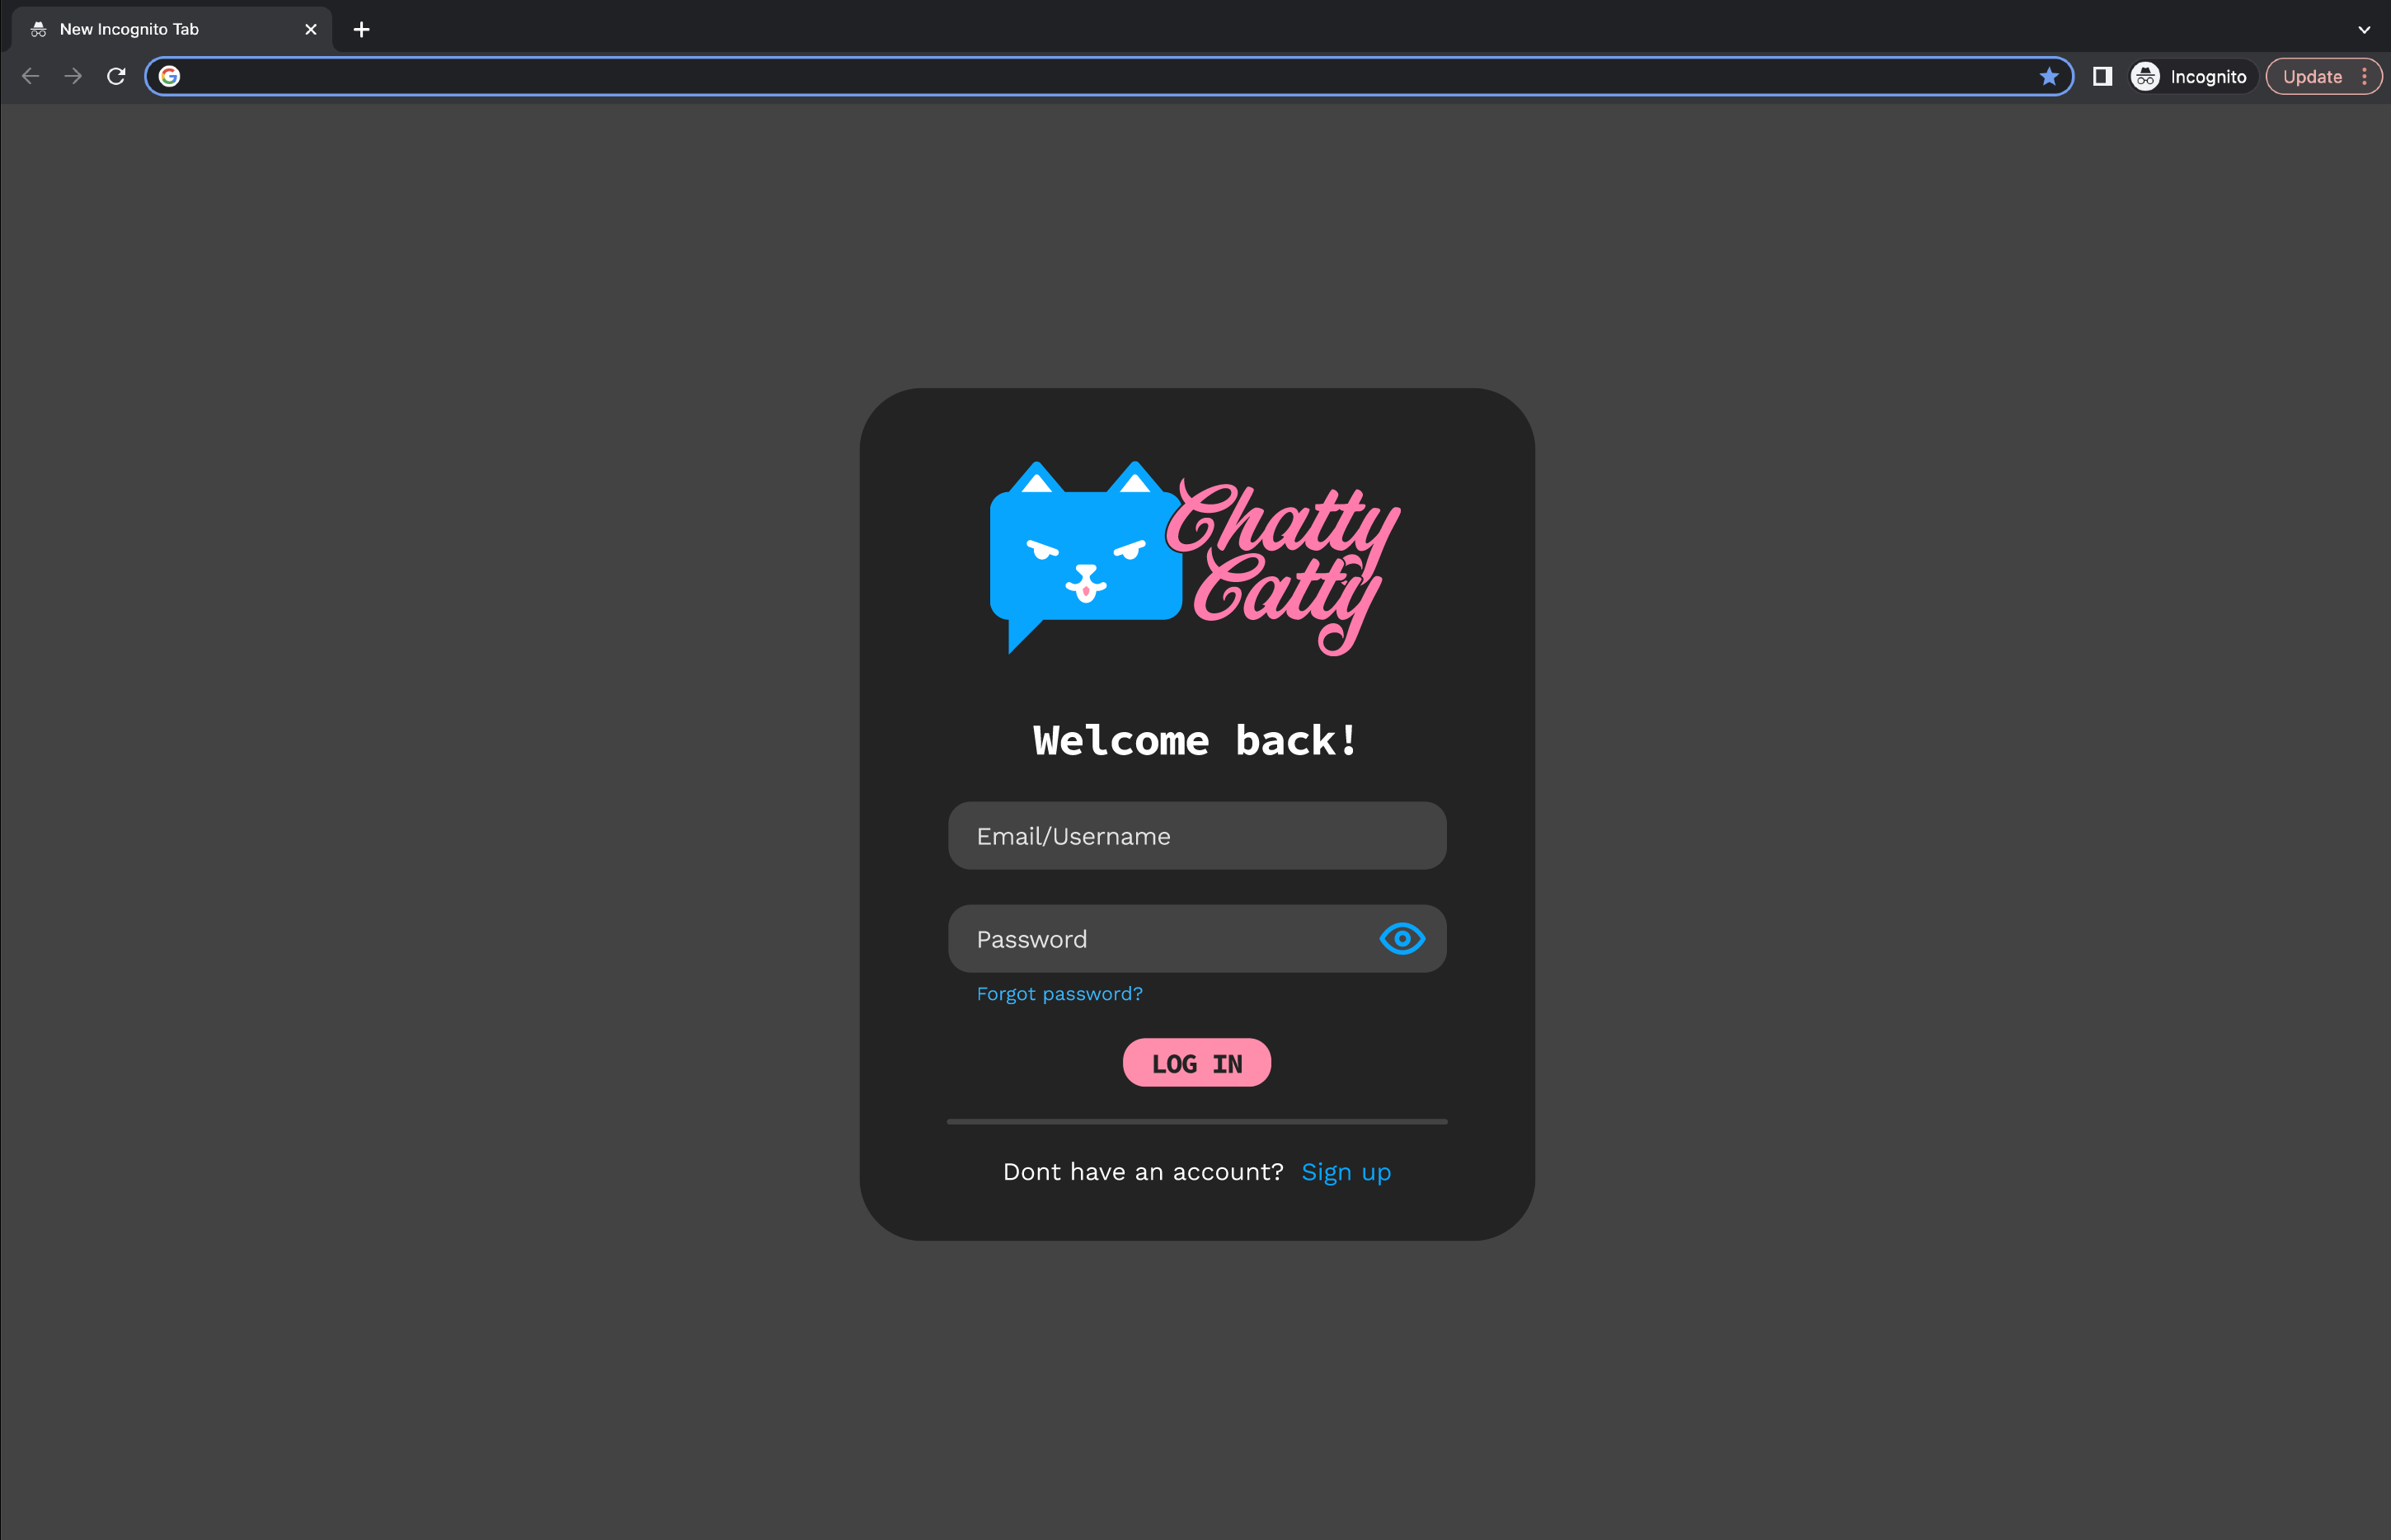 New Incognito Tab
Incognito
Update
Chatty
Catty
Welcome back!
Email/Username
Password
Forgot password?
LOG IN
Dont have an account? Sign up